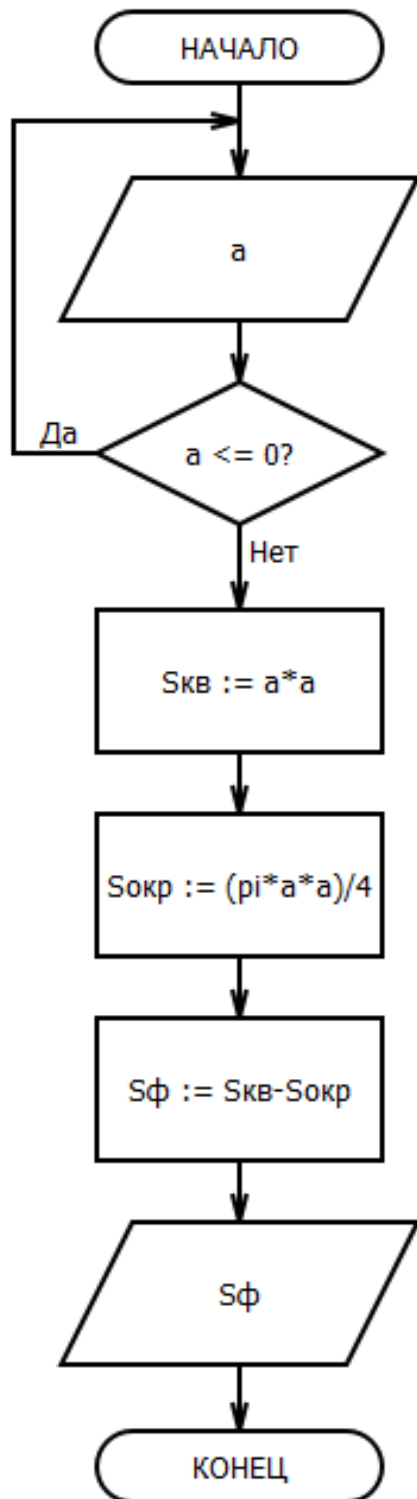 НАЧАЛО
a
Да
a <= 0?
Нет
Sкв := a*a
Sокр := (pi*a*a)/4
Sф := Sкв-Sокр
Sф
КОНЕЦ